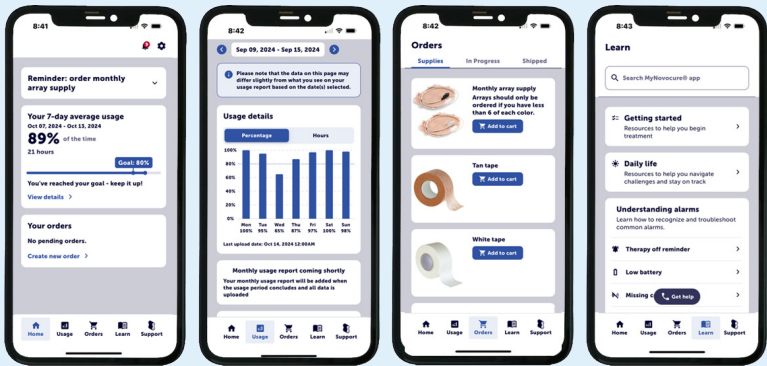 8:41
Reminder: order monthly
array supply
Your 7-day average usage
Oct 07, 2024 - Oct 13, 2024
89% of the time
21 hours
Goal: 80%
You've reached your goal - keep it up!
View details >
Your orders
No pending orders.
Create new order >
Home Usage Orders Learn Support
8:42
Sep 09, 2024 - Sep 15, 2024
Please note that the data on this page may
differ slightly from what you see on your
usage report based on the date(s) selected.
Usage details
Percentage Hours
100%
80%
60%
40%
20%
0%
Mon Tue Wed Thu Fri Sat Sun
100% 95% 65% 87% 97% 100% 98%
Last upload date: Oct 14, 2024 12:00AM
Monthly usage report coming shortly
Your monthly usage report will be added when
the usage period concludes and all data is
uploaded
Home Usage Orders Learn Support
8:42
Orders
Supplies In Progress Shipped
Monthly array supply
Arrays should only be
ordered if you have less
than 6 of each color.
Add to cart
Tan tape
Add to cart
White tape
Add to cart
Home Usage Orders Learn Support
8:43
Learn
Search MyNovocure® app
Getting started
Resources to help you begin
treatment
Daily life
Resources to help you navigate
challenges and stay on track
Understanding alarms
Learn how to recognize and troubleshoot
common alarms.
Therapy off reminder
Low battery
Missing c
Get help
Home Usage Orders Learn Support